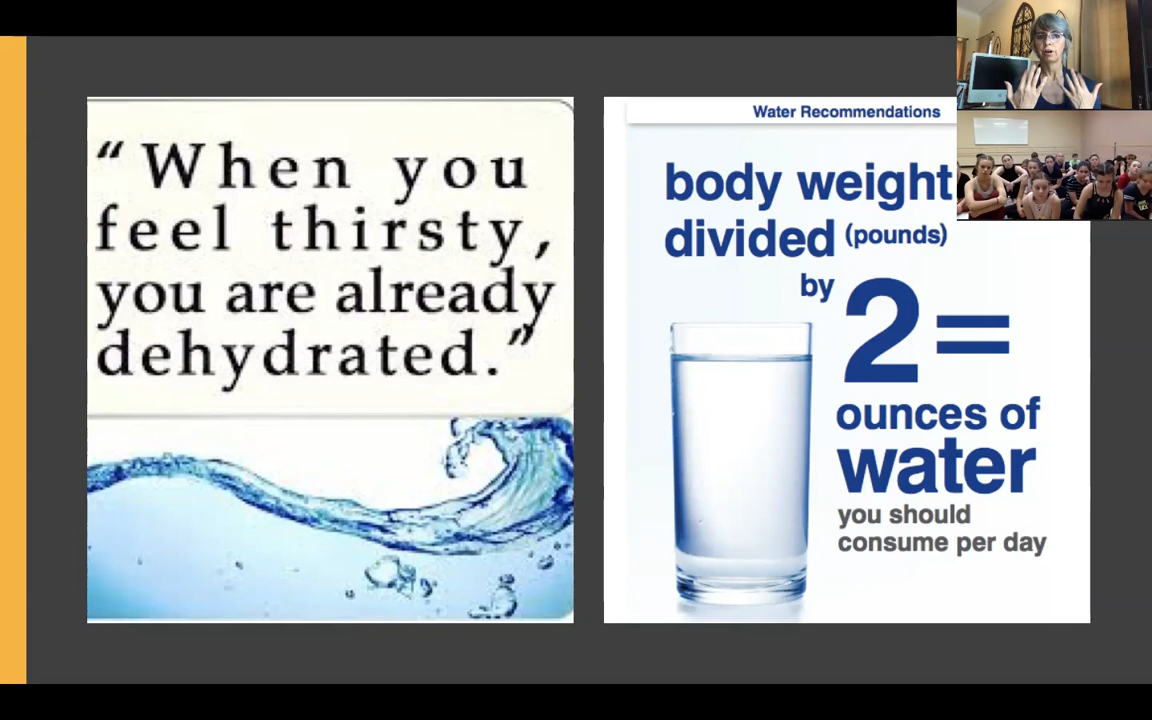 “ When you
feel thirsty,
you are already
dehydrated.”
Water Recommendations
body weight
divided (pounds)
by 2 =
ounces of
water
you should
consume per day